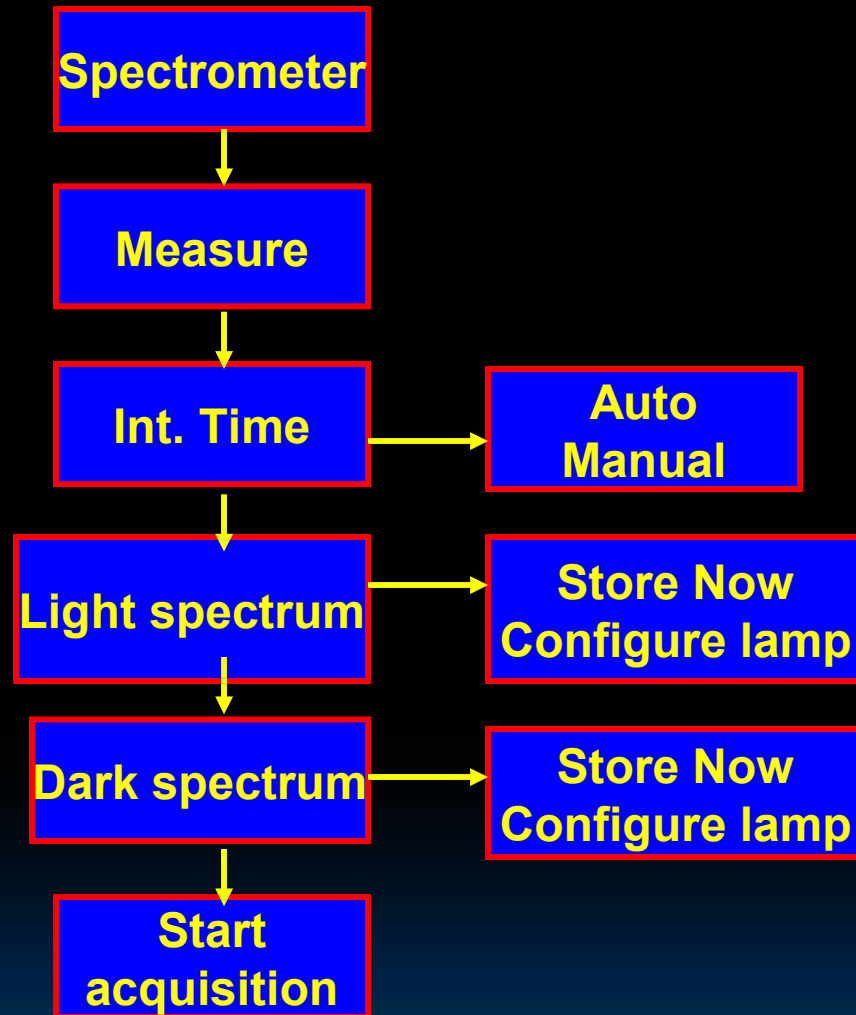 Spectrometer
Measure
Int. Time
Auto
Manual
Light spectrum
Store Now
Configure lamp
Dark spectrum
Store Now
Configure lamp
Start
acquisition